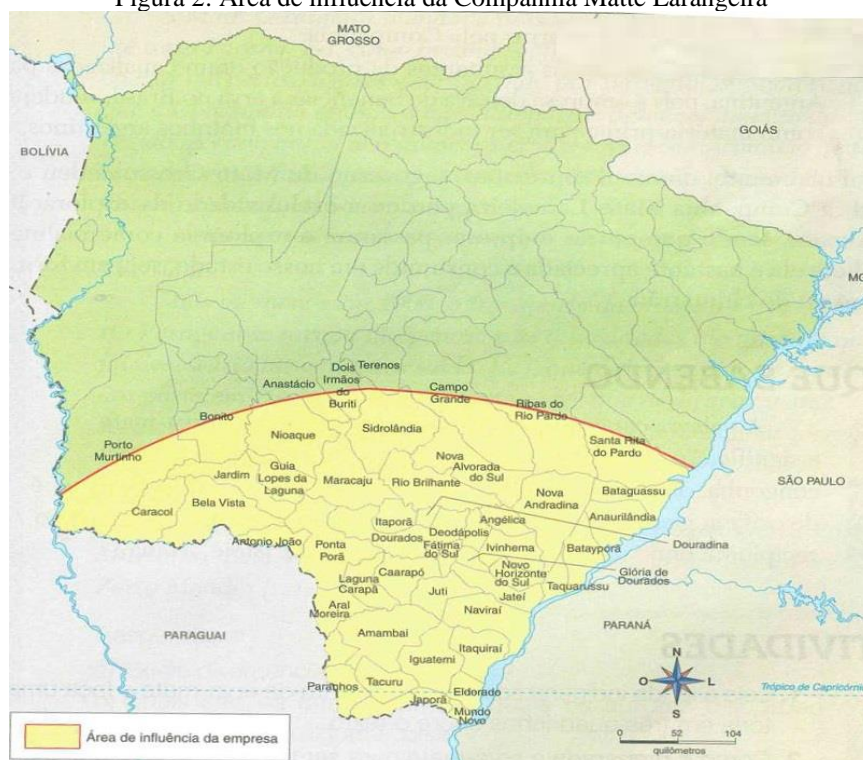 Figura 2: Área de influência da Companhia Matte Larangeira
MATO
GROSSO
GOIÁS
BOLÍVIA
Dois
Irmãos
do
Buriti
Terenos
Anastácio
Campo
Grande
Bonito
Ribas do
Rio Pardo
Nioaque
Sidrolândia
Porto
Murtinho
Santa Rita
do Pardo
Nova
Alvorada
do Sul
Guia
Lopes da
Laguna
Jardim
Maracaju
Rio Brilhante
SÃO PAULO
Nova
Andradina
Bataguassu
Caracol
Bela Vista
Anaurilândia
Itaporã
Angélica
Deodápolis
Antonio João
Ponta
Porã
Dourados
Fátima
do Sul
Ivinhema
Batayporã
Douradina
Caarapó
Novo
Horizonte
do Sul
Glória de
Dourados
Laguna
Carapã
Juti
Jateí
Taquarussu
Aral
Moreira
Naviraí
PARAGUAI
PARANÁ
Amambai
Itaquiraí
Iguatemi
Paranhos
Tacuru
Eldorado
Japorã
Mundo
Novo
N
O
L
S
Trópico de Capricórni
Área de influência da empresa
0 52 104
quilômetros